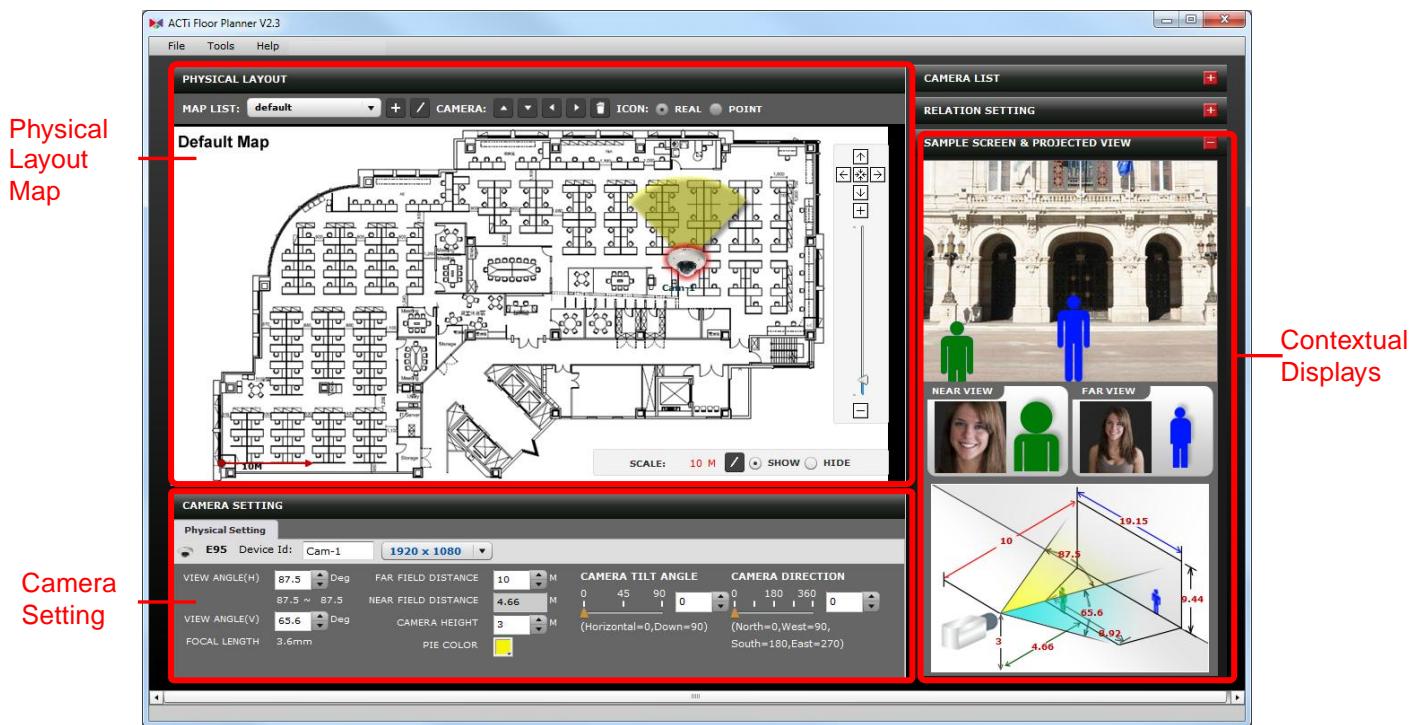 ACTi Floor Planner V2.3
File Tools Help
PHYSICAL LAYOUT
MAP LIST: default CAMERA: ICON: REAL POINT
Default Map
Cam-1
10M
SCALE: 10 M SHOW HIDE
CAMERA SETTING
Physical Setting
E95 Device Id: Cam-1 1920 x 1080
VIEW ANGLE(H) 87.5 Deg
87.5 ~ 87.5
VIEW ANGLE(V) 65.6 Deg
FOCAL LENGTH 3.6mm
FAR FIELD DISTANCE 10 M
NEAR FIELD DISTANCE 4.66 M
CAMERA HEIGHT 3 M
PIE COLOR
CAMERA TILT ANGLE
0 45 90 0
(Horizontal=0,Down=90)
CAMERA DIRECTION
0 180 360 0
(North=0,West=90,
South=180,East=270)
CAMERA LIST
RELATION SETTING
SAMPLE SCREEN & PROJECTED VIEW
NEAR VIEW
FAR VIEW
19.15
10
87.5
9.44
65.6
8.92
3
4.66
Physical
Layout
Map
Camera
Setting
Contextual
Displays